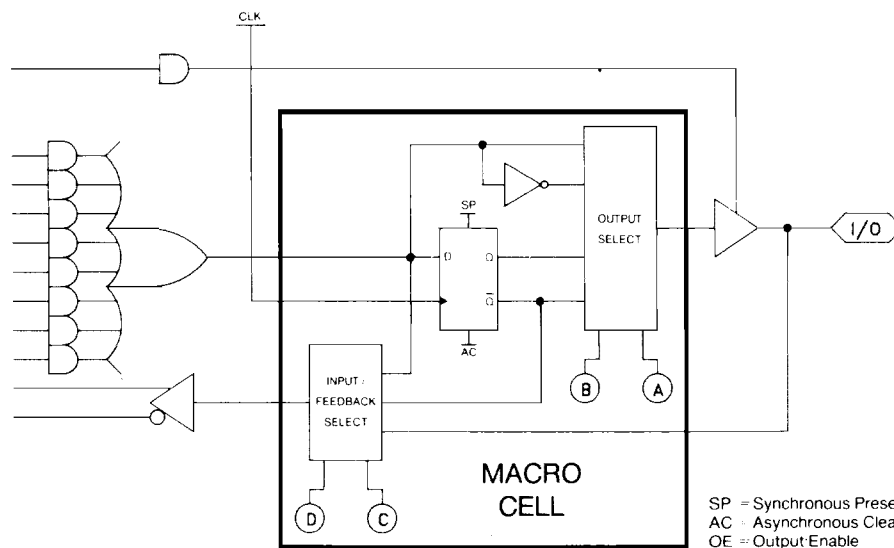 CLK
SP
OUTPUT
SELECT
I/O
D
Q
Q
AC
INPUT /
FEEDBACK
SELECT
B
A
MACRO
CELL
D
C
SP = Synchronous Prese
AC = Asynchronous Clea
OE = Output Enable